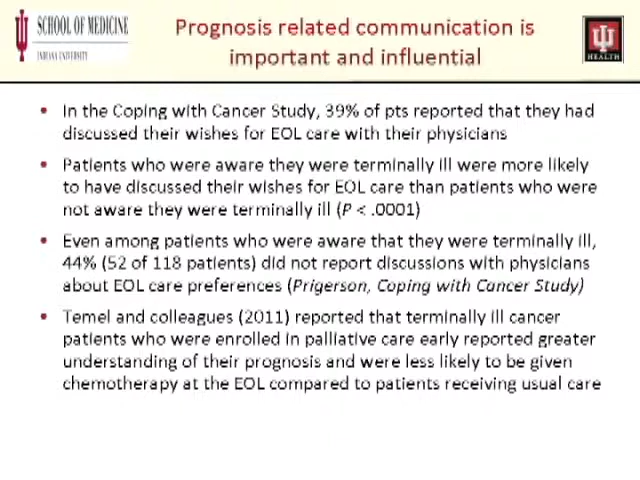 SCHOOL OF MEDICINE
INDIANA UNIVERSITY
Prognosis related communication is
important and influential
HEALTH
• In the Coping with Cancer Study, 39% of pts reported that they had
discussed their wishes for EOL care with their physicians
• Patients who were aware they were terminally ill were more likely
to have discussed their wishes for EOL care than patients who were
not aware they were terminally ill (P < .0001)
• Even among patients who were aware that they were terminally ill,
44% (52 of 118 patients) did not report discussions with physicians
about EOL care preferences (Prigerson, Coping with Cancer Study)
• Temel and colleagues (2011) reported that terminally ill cancer
patients who were enrolled in palliative care early reported greater
understanding of their prognosis and were less likely to be given
chemotherapy at the EOL compared to patients receiving usual care